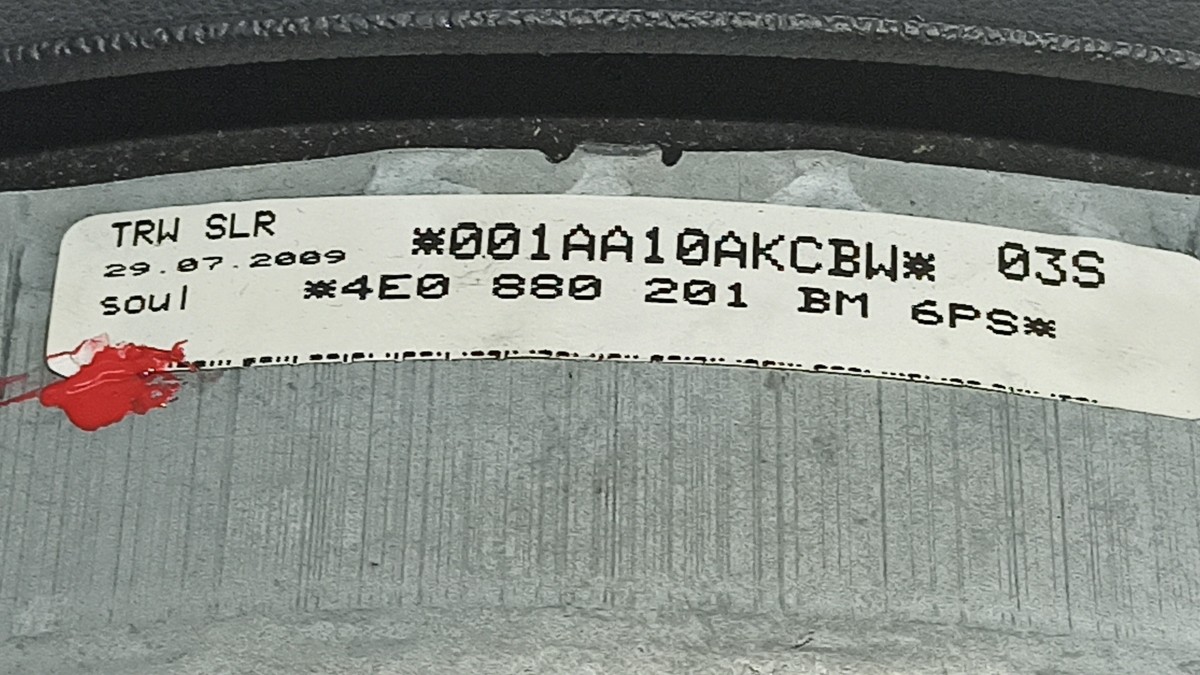 TRW SLR *001AA10AKCBW* 03S
29.07.2009
soul *4E0 880 201 BM 6PS*